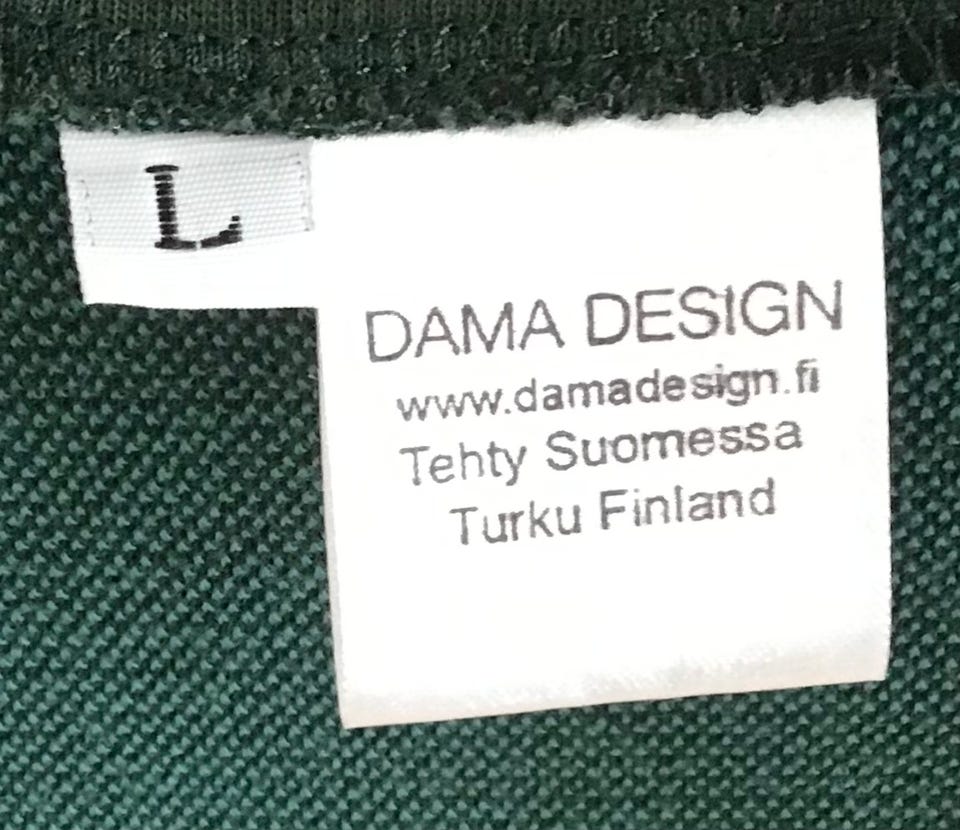 L
DAMA DESIGN
www.damadesign.fi
Tehty Suomessa
Turku Finland